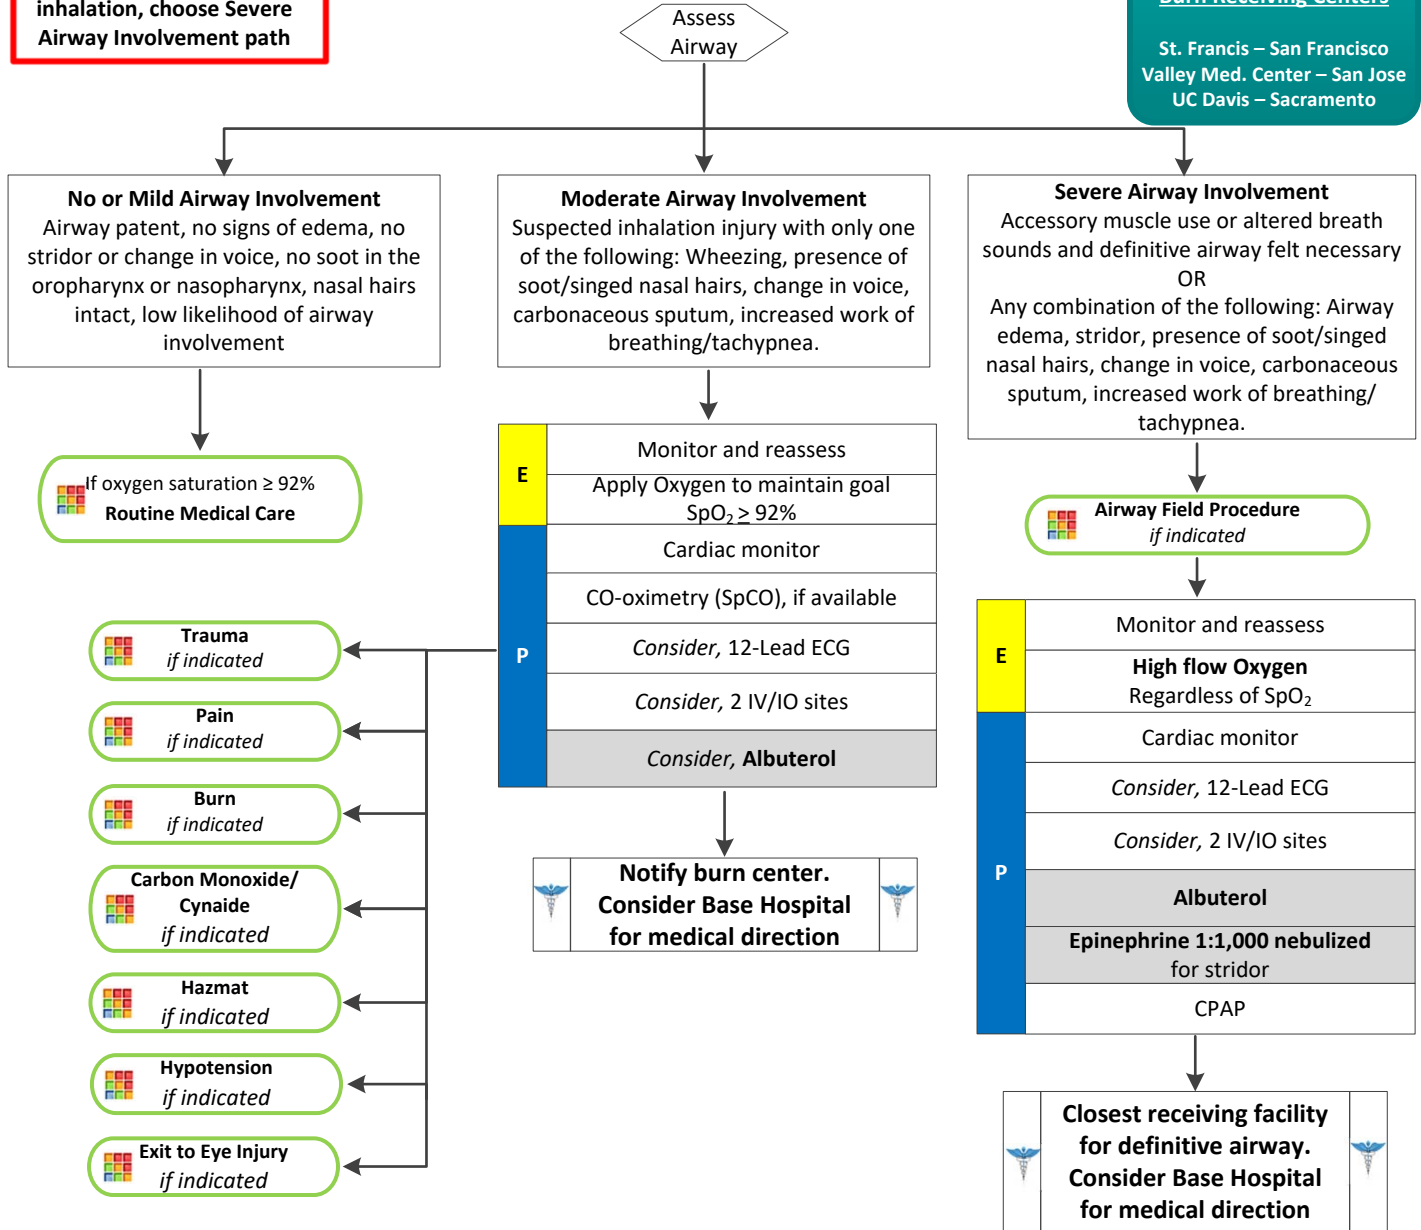 inhalation, choose Severe
Airway Involvement path
Assess
Airway
Burn Receiving Centers
St. Francis – San Francisco
Valley Med. Center – San Jose
UC Davis – Sacramento
No or Mild Airway Involvement
Airway patent, no signs of edema, no
stridor or change in voice, no soot in the
oropharynx or nasopharynx, nasal hairs
intact, low likelihood of airway
involvement
If oxygen saturation ≥ 92%
Routine Medical Care
Moderate Airway Involvement
Suspected inhalation injury with only one
of the following: Wheezing, presence of
soot/singed nasal hairs, change in voice,
carbonaceous sputum, increased work of
breathing/tachypnea.
E
Monitor and reassess
Apply Oxygen to maintain goal
SpO₂ ≥ 92%
P
Cardiac monitor
CO-oximetry (SpCO), if available
Consider, 12-Lead ECG
Consider, 2 IV/IO sites
Consider, Albuterol
Notify burn center.
Consider Base Hospital
for medical direction
Trauma
if indicated
Pain
if indicated
Burn
if indicated
Carbon Monoxide/
Cynaide
if indicated
Hazmat
if indicated
Hypotension
if indicated
Exit to Eye Injury
if indicated
Severe Airway Involvement
Accessory muscle use or altered breath
sounds and definitive airway felt necessary
OR
Any combination of the following: Airway
edema, stridor, presence of soot/singed
nasal hairs, change in voice, carbonaceous
sputum, increased work of breathing/
tachypnea.
Airway Field Procedure
if indicated
E
Monitor and reassess
High flow Oxygen
Regardless of SpO₂
P
Cardiac monitor
Consider, 12-Lead ECG
Consider, 2 IV/IO sites
Albuterol
Epinephrine 1:1,000 nebulized
for stridor
CPAP
Closest receiving facility
for definitive airway.
Consider Base Hospital
for medical direction